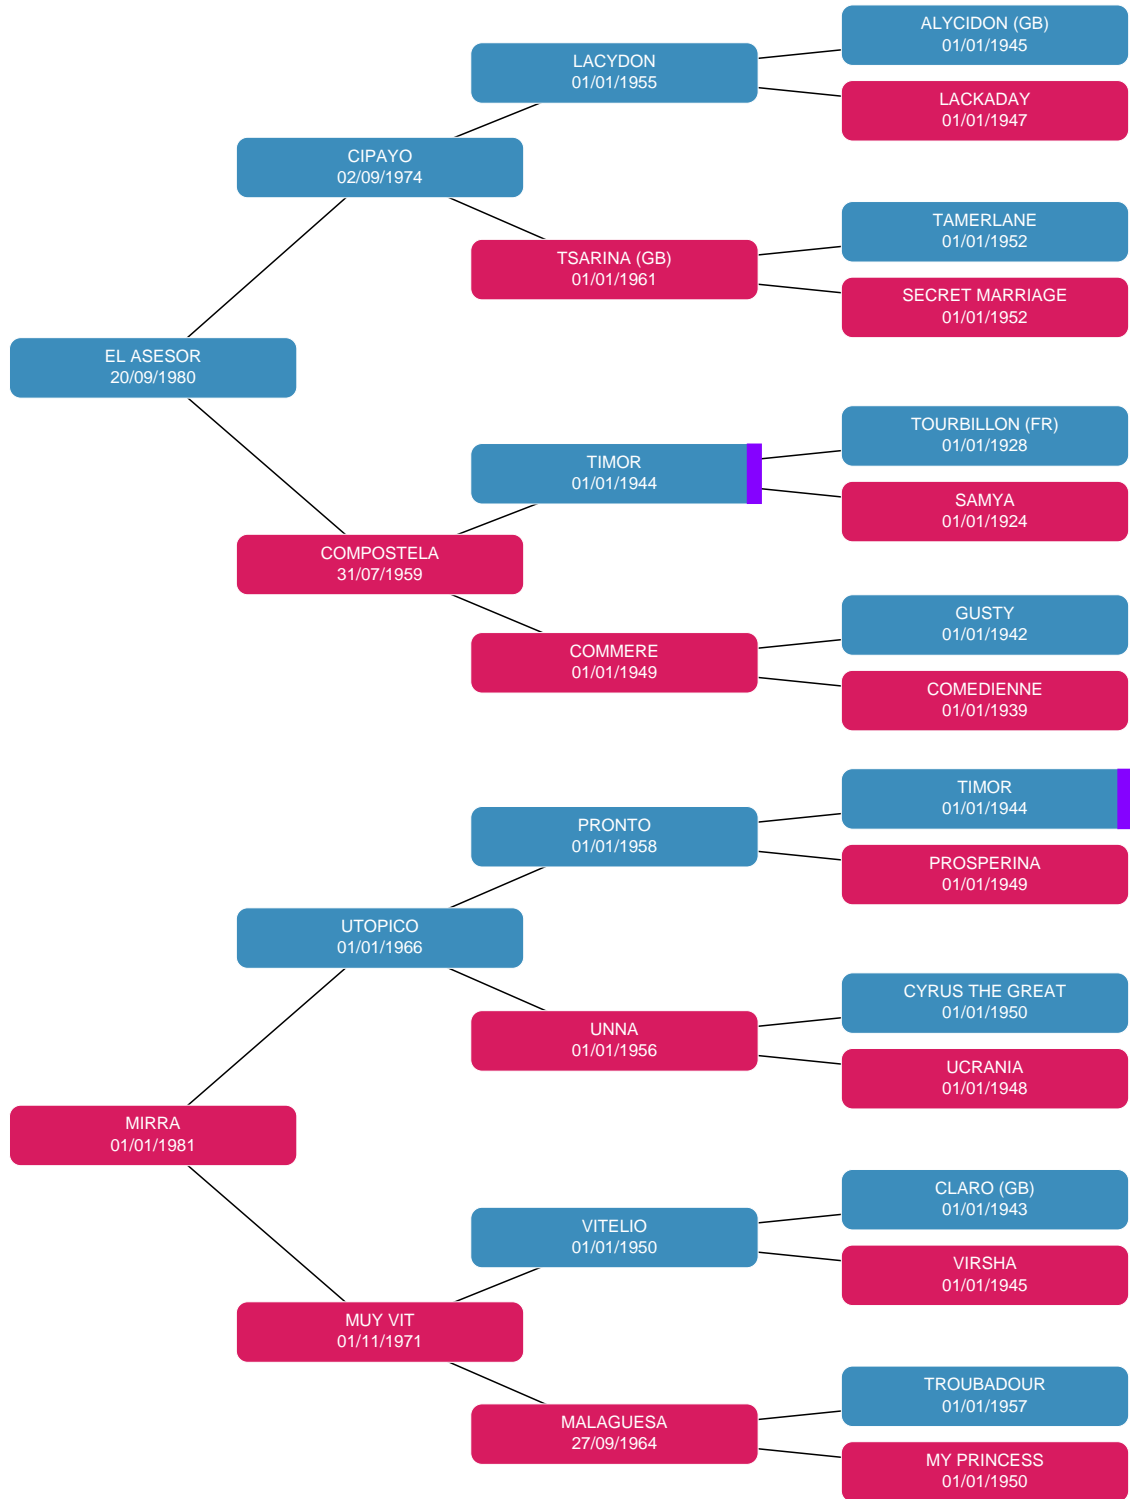 ALYCIDON (GB)
01/01/1945
LACYDON
01/01/1955
LACKADAY
01/01/1947
CIPAYO
02/09/1974
TAMERLANE
01/01/1952
TSARINA (GB)
01/01/1961
SECRET MARRIAGE
01/01/1952
EL ASESOR
20/09/1980
TOURBILLON (FR)
01/01/1928
TIMOR
01/01/1944
SAMYA
01/01/1924
COMPOSTELA
31/07/1959
GUSTY
01/01/1942
COMMERE
01/01/1949
COMEDIENNE
01/01/1939
TIMOR
01/01/1944
PRONTO
01/01/1958
PROSPERINA
01/01/1949
UTOPICO
01/01/1966
CYRUS THE GREAT
01/01/1950
UNNA
01/01/1956
UCRANIA
01/01/1948
MIRRA
01/01/1981
CLARO (GB)
01/01/1943
VITELIO
01/01/1950
VIRSHA
01/01/1945
MUY VIT
01/11/1971
TROUBADOUR
01/01/1957
MALAGUESA
27/09/1964
MY PRINCESS
01/01/1950